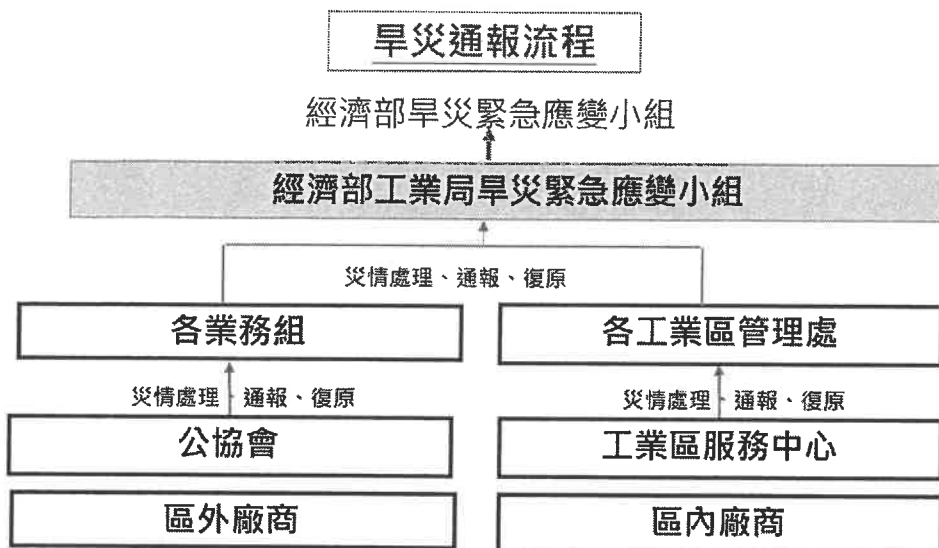 旱災通報流程
經濟部旱災緊急應變小組
經濟部工業局旱災緊急應變小組
災情處理、通報、復原
各業務組
各工業區管理處
災情處理、通報、復原
災情處理、通報、復原
公協會
工業區服務中心
區外廠商
區內廠商